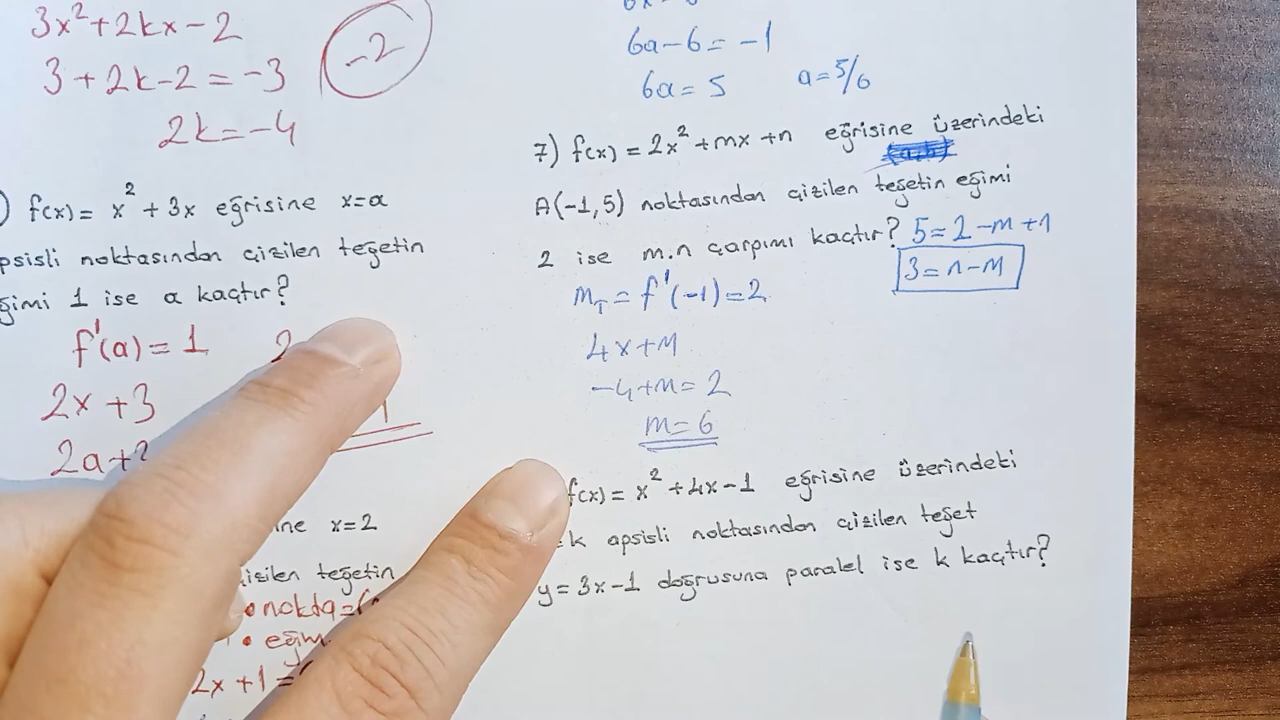 3x²+2kx-2
3+2k-2=-3
2k=-4
-2
f(x)= x²+3x eğrisine x=a
psisli noktasından çizilen teğetin
ğimi 1 ise a kaçtır?
f'(a)=1
2x+3
2a+
ine x=2
izilen teğetin
• nokta=(
• eğim
2x+1=
6a-6=-1
6a=5 a=5/6
7) f(x)=2x²+mx+n eğrisine üzerindeki
A(-1,5) noktasından çizilen teğetin eğimi
2 ise m.n çarpımı kaçtır? 5=2-m+n
3=n-m
m_T=f'(-1)=2
4x+m
-4+m=2
m=6
f(x)=x²+4x-1 eğrisine üzerindeki
k apsisli noktasından çizilen teğet
y=3x-1 doğrusuna paralel ise k kaçtır?